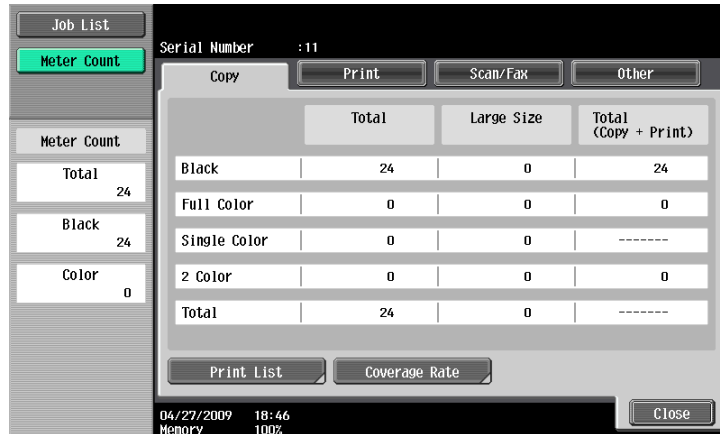 Job List
Meter Count
Serial Number :11
Copy Print Scan/Fax Other
Meter Count
Total
24
Black
24
Color
0
Total Large Size Total
(Copy + Print)
Black 24 0 24
Full Color 0 0 0
Single Color 0 0 -------
2 Color 0 0 0
Total 24 0 -------
Print List Coverage Rate
Close
04/27/2009 18:46
Memory 100%